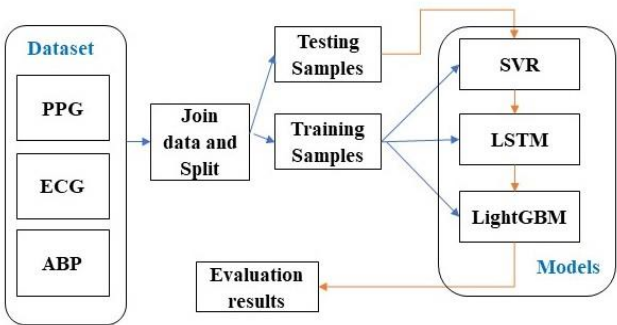 Dataset
PPG
ECG
ABP
Join
data and
Split
Testing
Samples
Training
Samples
SVR
LSTM
LightGBM
Models
Evaluation
results